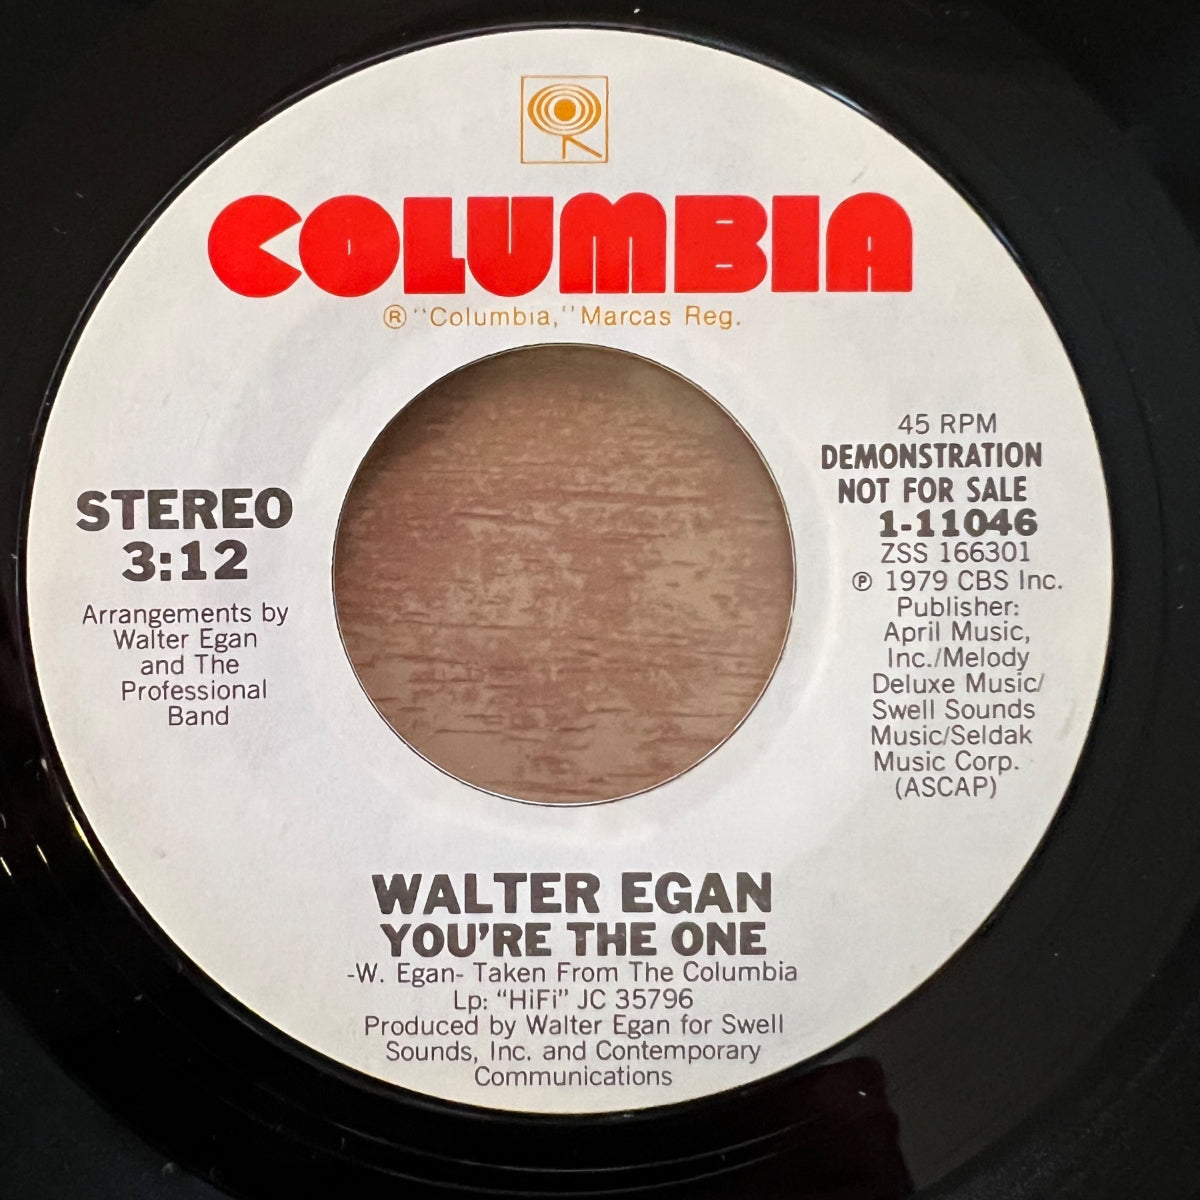 COLUMBIA
® "Columbia," Marcas Reg.
STEREO
3:12
Arrangements by
Walter Egan
and The
Professional
Band
45 RPM
DEMONSTRATION
NOT FOR SALE
1-11046
ZSS 166301
℗ 1979 CBS Inc.
Publisher:
April Music,
Inc./Melody
Deluxe Music/
Swell Sounds
Music/Seldak
Music Corp.
(ASCAP)
WALTER EGAN
YOU'RE THE ONE
-W. Egan- Taken From The Columbia
Lp: "HiFi" JC 35796
Produced by Walter Egan for Swell
Sounds, Inc. and Contemporary
Communications